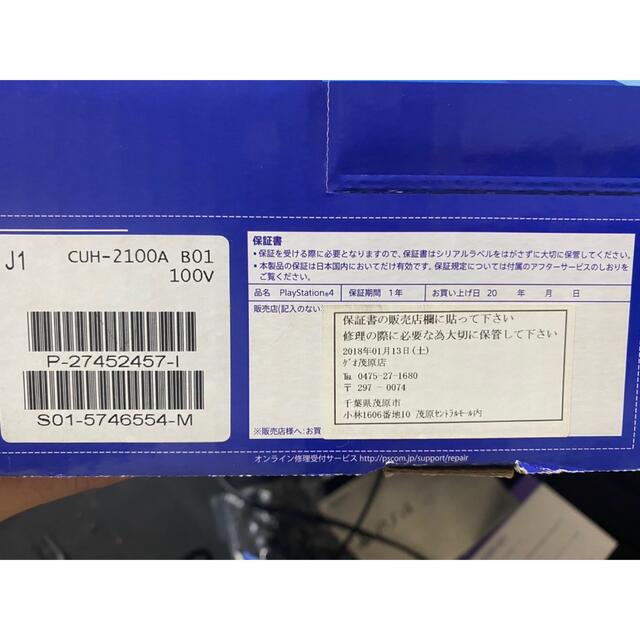 J1 CUH-2100A B01
100V
P-27452457-I
S01-5746554-M
保証書
・保証を受ける際に必要となりますので、保証書はシリアルラベルをはがさずに大切に保管してください。
・本製品の保証は日本国内においてだけ有効です。保証規定については付属のアフターサービスのしおりを
ご覧ください。
品名 PlayStation®4 保証期間 1年 お買い上げ日 20 年 月 日
販売店(記入のない
保証書の販売店欄に貼って下さい
修理の際に必要な為大切に保管して下さい
2018年01月13日(土)
ｹﾞｵ茂原店
℡ 0475-27-1680
〒 297 - 0074
千葉県茂原市
小林1606番地10 茂原ｾﾝﾄﾗﾙﾓｰﾙ内
※販売店様へ:お買
オンライン修理受付サービス http://pscom.jp/support/repair